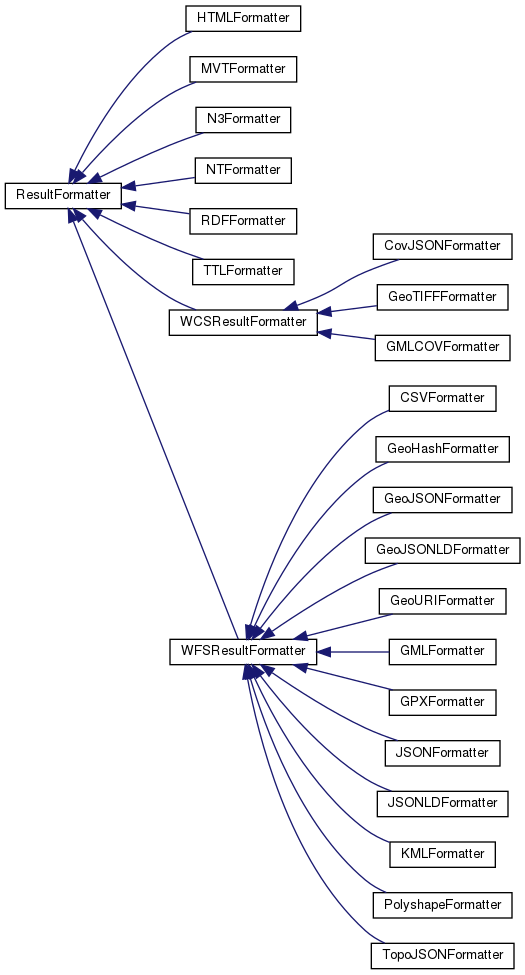 HTMLFormatter
MVTFormatter
N3Formatter
NTFormatter
ResultFormatter
RDFFormatter
CovJSONFormatter
TTLFormatter
GeoTIFFFormatter
WCSResultFormatter
GMLCOVFormatter
CSVFormatter
GeoHashFormatter
GeoJSONFormatter
GeoJSONLDFormatter
GeoURIFormatter
WFSResultFormatter
GMLFormatter
GPXFormatter
JSONFormatter
JSONLDFormatter
KMLFormatter
PolyshapeFormatter
TopoJSONFormatter